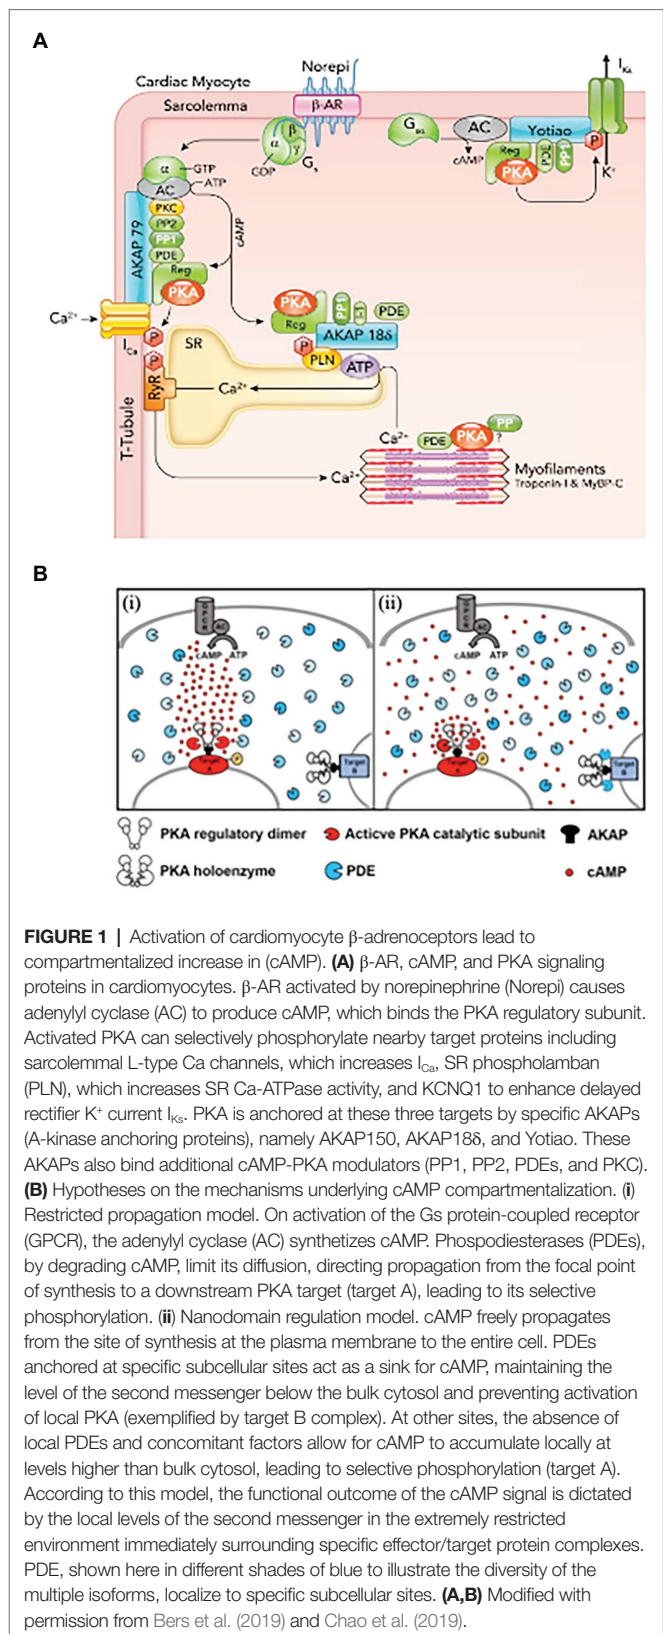 A
Norepi
Cardiac Myocyte
Sarcolemma
β-AR
α
β
γ
GDP
Gs
Gαs
AC
Yotiao
cAMP
Reg
PKA
PDE
PP1
P
IKs
K⁺
α
GTP
AC
ATP
PKC
PP2
PP1
PDE
Reg
PKA
AKAP 79
cAMP
Ca²⁺
ICa
P
P
RyR
T-Tubule
SR
PKA
Reg
PP1
I-1
PDE
AKAP 18δ
P
PLN
ATP
Ca²⁺
Ca²⁺
PDE
PKA
PP
?
Ca²⁺
Myofilaments
Troponin-I & MyBP-C
B
(i)
GPCR
AC
cAMP ATP
Target A
P
Target B
(ii)
GPCR
AC
cAMP ATP
Target A
P
Target B
PKA regulatory dimer
Acticve PKA catalytic subunit
AKAP
PKA holoenzyme
PDE
cAMP
FIGURE 1 | Activation of cardiomyocyte β-adrenoceptors lead to
compartmentalized increase in (cAMP). (A) β-AR, cAMP, and PKA signaling
proteins in cardiomyocytes. β-AR activated by norepinephrine (Norepi) causes
adenylyl cyclase (AC) to produce cAMP, which binds the PKA regulatory subunit.
Activated PKA can selectively phosphorylate nearby target proteins including
sarcolemmal L-type Ca channels, which increases ICa, SR phospholamban
(PLN), which increases SR Ca-ATPase activity, and KCNQ1 to enhance delayed
rectifier K⁺ current IKs. PKA is anchored at these three targets by specific AKAPs
(A-kinase anchoring proteins), namely AKAP150, AKAP18δ, and Yotiao. These
AKAPs also bind additional cAMP-PKA modulators (PP1, PP2, PDEs, and PKC).
(B) Hypotheses on the mechanisms underlying cAMP compartmentalization. (i)
Restricted propagation model. On activation of the Gs protein-coupled receptor
(GPCR), the adenylyl cyclase (AC) synthetizes cAMP. Phospodiesterases (PDEs),
by degrading cAMP, limit its diffusion, directing propagation from the focal point
of synthesis to a downstream PKA target (target A), leading to its selective
phosphorylation. (ii) Nanodomain regulation model. cAMP freely propagates
from the site of synthesis at the plasma membrane to the entire cell. PDEs
anchored at specific subcellular sites act as a sink for cAMP, maintaining the
level of the second messenger below the bulk cytosol and preventing activation
of local PKA (exemplified by target B complex). At other sites, the absence of
local PDEs and concomitant factors allow for cAMP to accumulate locally at
levels higher than bulk cytosol, leading to selective phosphorylation (target A).
According to this model, the functional outcome of the cAMP signal is dictated
by the local levels of the second messenger in the extremely restricted
environment immediately surrounding specific effector/target protein complexes.
PDE, shown here in different shades of blue to illustrate the diversity of the
multiple isoforms, localize to specific subcellular sites. (A,B) Modified with
permission from Bers et al. (2019) and Chao et al. (2019).